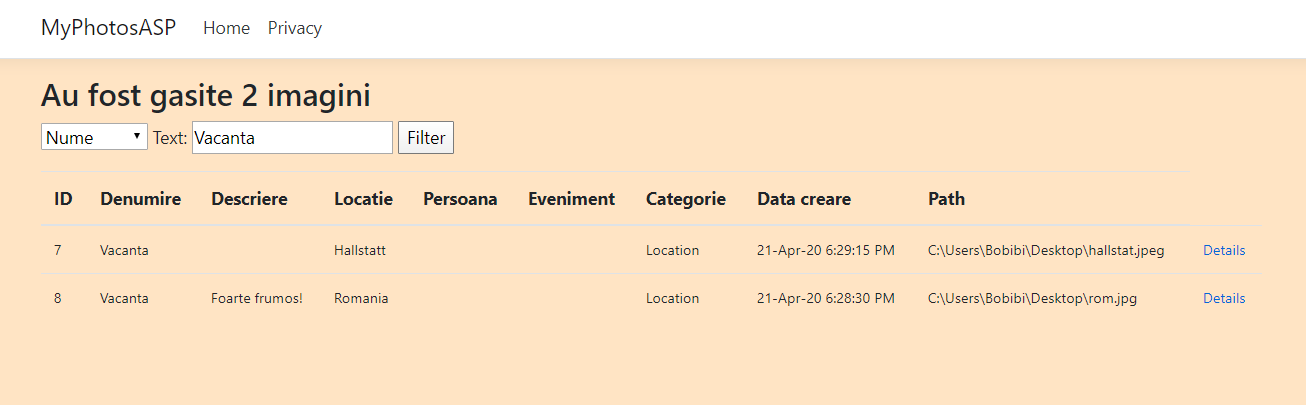 MyPhotosASP Home Privacy
Au fost gasite 2 imagini
Nume Text: Vacanta Filter
ID Denumire Descriere Locatie Persoana Eveniment Categorie Data creare Path
7 Vacanta Hallstatt Location 21-Apr-20 6:29:15 PM C:\Users\Bobibi\Desktop\hallstat.jpeg Details
8 Vacanta Foarte frumos! Romania Location 21-Apr-20 6:28:30 PM C:\Users\Bobibi\Desktop\rom.jpg Details